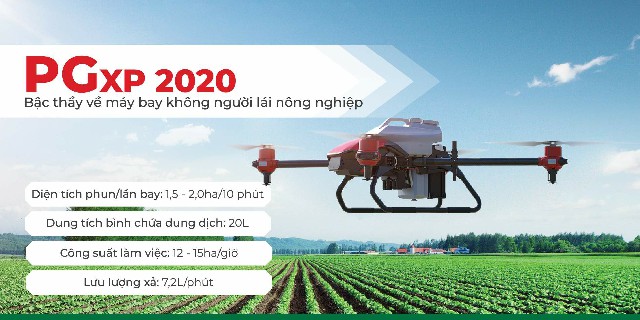 PGXP 2020
Bậc thầy về máy bay không người lái nông nghiệp
Diện tích phun/lần bay: 1,5 - 2,0ha/10 phút
Dung tích bình chứa dung dịch: 20L
Công suất làm việc: 12 - 15ha/giờ
Lưu lượng xả: 7,2L/phút